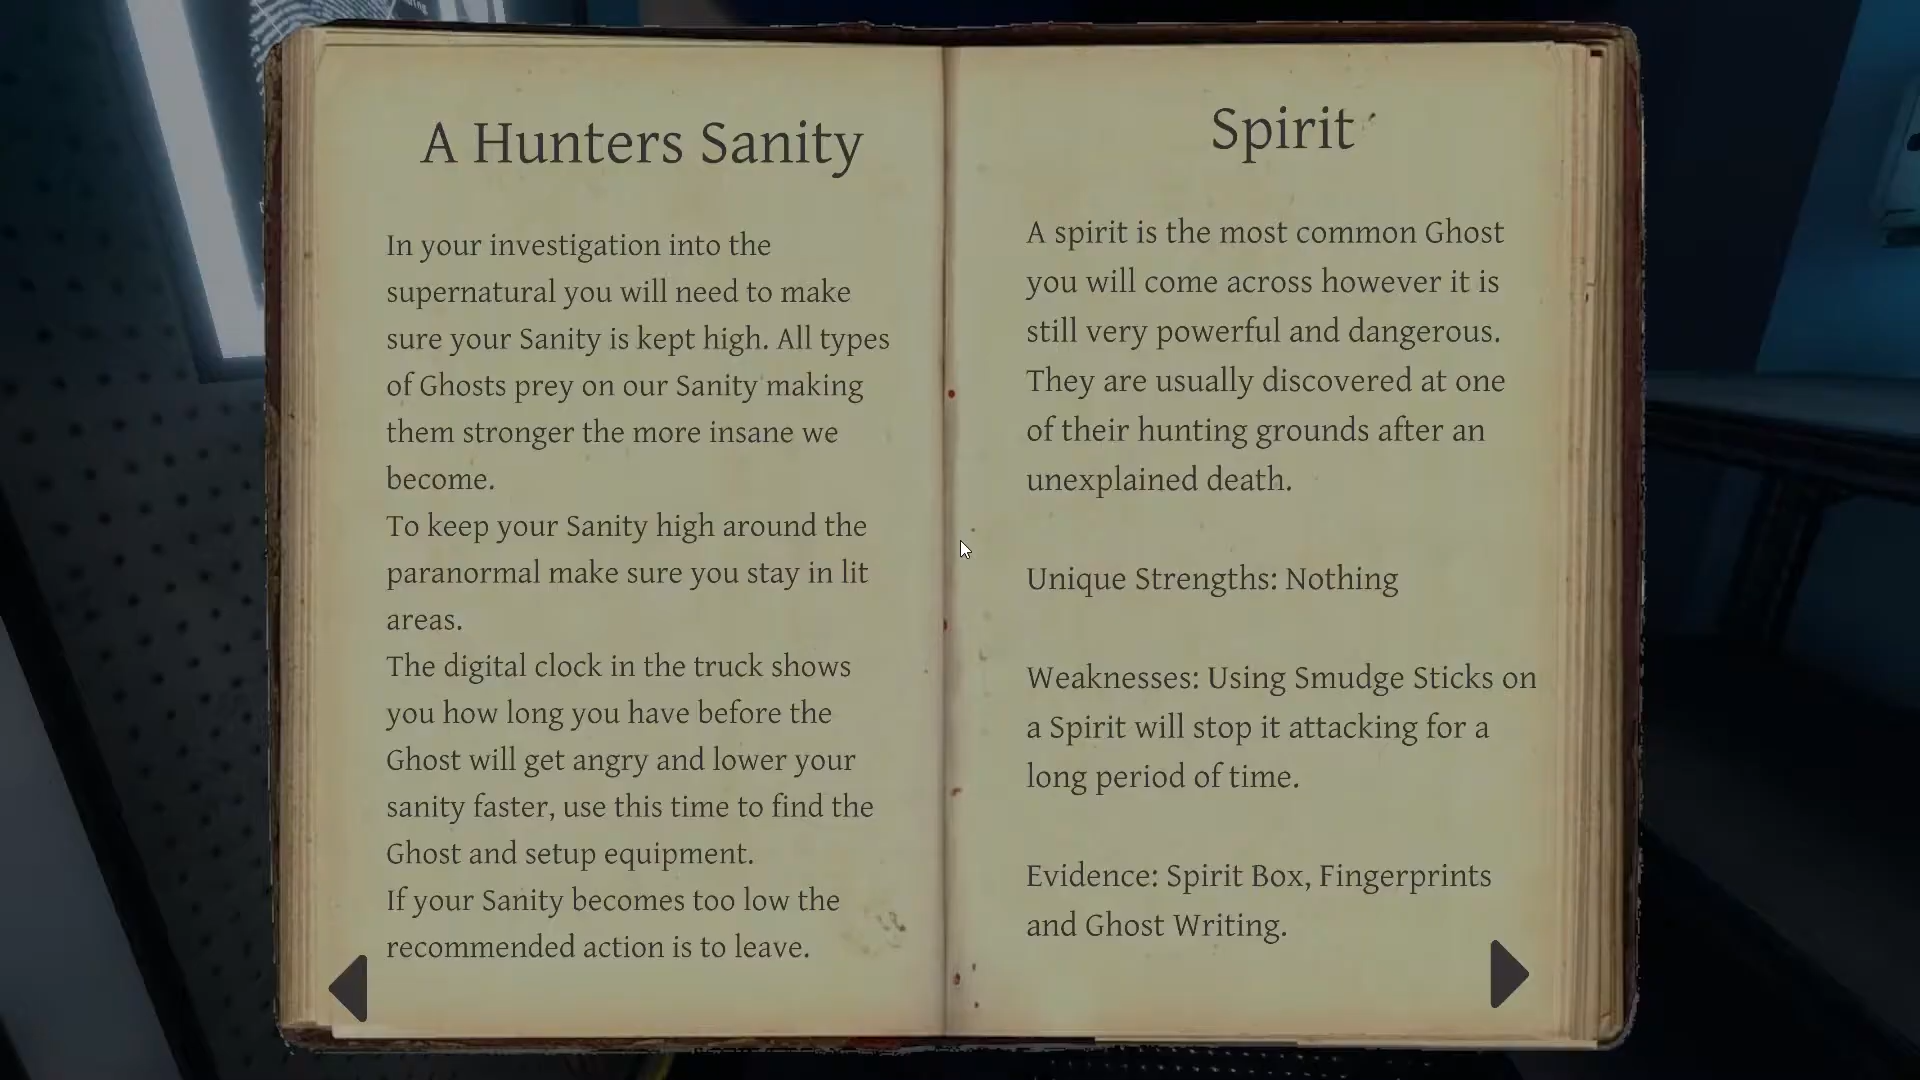 A Hunters Sanity
In your investigation into the
supernatural you will need to make
sure your Sanity is kept high. All types
of Ghosts prey on our Sanity making
them stronger the more insane we
become.
To keep your Sanity high around the
paranormal make sure you stay in lit
areas.
The digital clock in the truck shows
you how long you have before the
Ghost will get angry and lower your
sanity faster, use this time to find the
Ghost and setup equipment.
If your Sanity becomes too low the
recommended action is to leave.
Spirit
A spirit is the most common Ghost
you will come across however it is
still very powerful and dangerous.
They are usually discovered at one
of their hunting grounds after an
unexplained death.
Unique Strengths: Nothing
Weaknesses: Using Smudge Sticks on
a Spirit will stop it attacking for a
long period of time.
Evidence: Spirit Box, Fingerprints
and Ghost Writing.